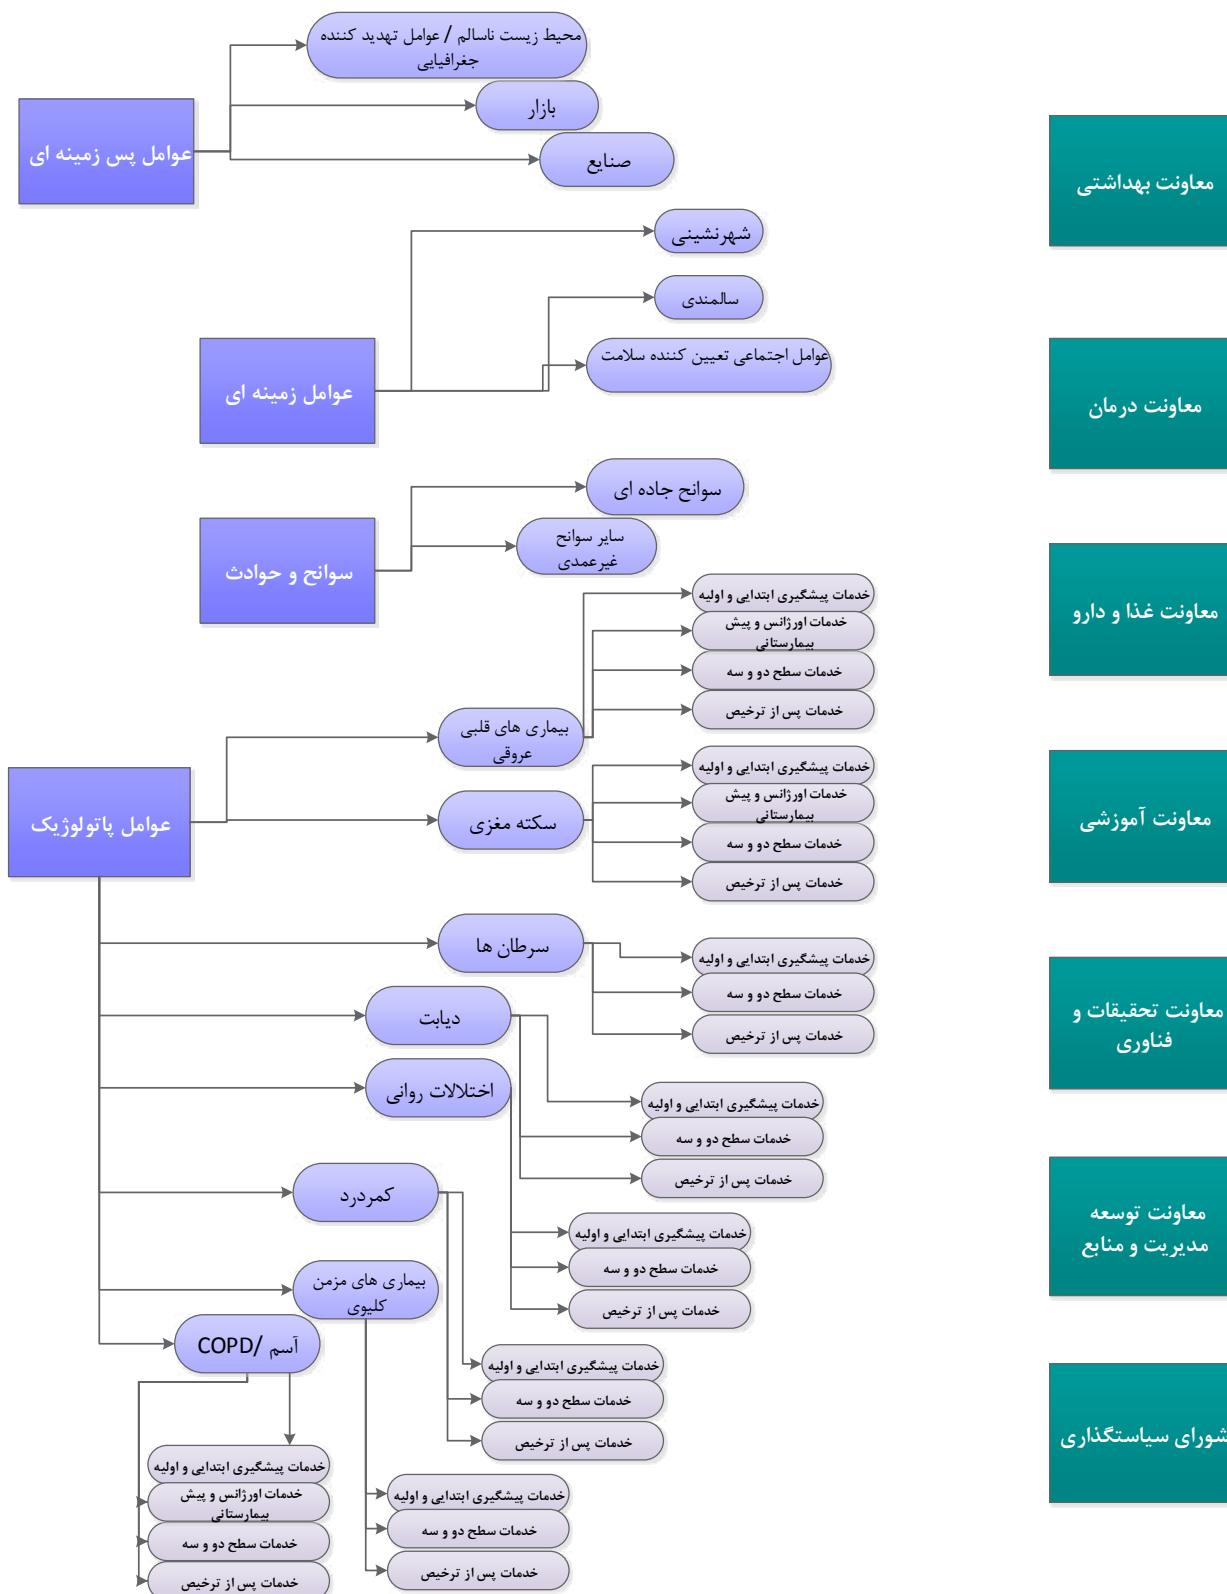 محیط زیست ناسالم / عوامل تهدید کننده
جغرافیایی
بازار
صنایع
عوامل پس زمینه ای
شهرنشینی
سالمندی
عوامل اجتماعی تعیین کننده سلامت
عوامل زمینه ای
سوانح جاده ای
سایر سوانح
غیرعمدی
سوانح و حوادث
خدمات پیشگیری ابتدایی و اولیه
خدمات اورژانس و پیش
بیمارستانی
خدمات سطح دو و سه
خدمات پس از ترخیص
بیماری های قلبی
عروقی
خدمات پیشگیری ابتدایی و اولیه
خدمات اورژانس و پیش
بیمارستانی
خدمات سطح دو و سه
خدمات پس از ترخیص
سکته مغزی
عوامل پاتولوژیک
سرطان ها
خدمات پیشگیری ابتدایی و اولیه
خدمات سطح دو و سه
خدمات پس از ترخیص
دیابت
خدمات پیشگیری ابتدایی و اولیه
خدمات سطح دو و سه
خدمات پس از ترخیص
اختلالات روانی
خدمات پیشگیری ابتدایی و اولیه
خدمات سطح دو و سه
خدمات پس از ترخیص
کمردرد
خدمات پیشگیری ابتدایی و اولیه
خدمات سطح دو و سه
خدمات پس از ترخیص
بیماری های مزمن
کلیوی
خدمات پیشگیری ابتدایی و اولیه
خدمات سطح دو و سه
خدمات پس از ترخیص
آسم /COPD
خدمات پیشگیری ابتدایی و اولیه
خدمات اورژانس و پیش
بیمارستانی
خدمات سطح دو و سه
خدمات پس از ترخیص
معاونت بهداشتی
معاونت درمان
معاونت غذا و دارو
معاونت آموزشی
معاونت تحقیقات و
فناوری
معاونت توسعه
مدیریت و منابع
شورای سیاستگذاری